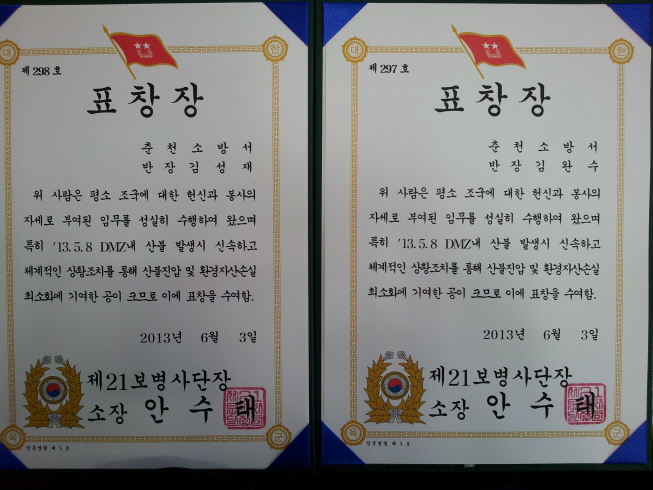 제 298 호
표창장
춘천소방서
반장김성재
위 사람은 평소 조국에 대한 헌신과 봉사의
자세로 부여된 임무를 성실히 수행하여 왔으며
특히 '13.5.8 DMZ내 산불 발생시 신속하고
체계적인 상황조치를 통해 산불진압 및 환경자산손실
최소화에 기여한 공이 크므로 이에 표창을 수여함.
2013년 6월 3일
제21보병사단장
소장 안수태
제 297 호
표창장
춘천소방서
반장김완수
위 사람은 평소 조국에 대한 헌신과 봉사의
자세로 부여된 임무를 성실히 수행하여 왔으며
특히 '13.5.8 DMZ내 산불 발생시 신속하고
체계적인 상황조치를 통해 산불진압 및 환경자산손실
최소화에 기여한 공이 크므로 이에 표창을 수여함.
2013년 6월 3일
제21보병사단장
소장 안수태